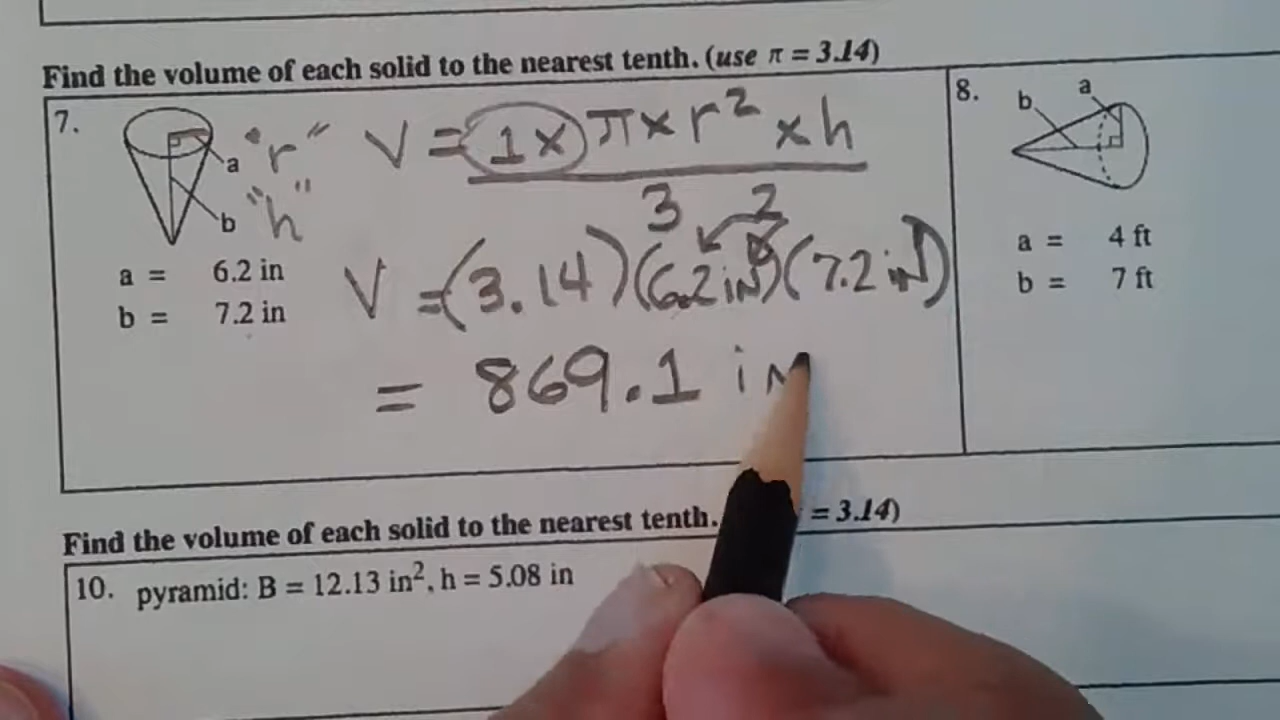 Find the volume of each solid to the nearest tenth. (use π = 3.14)
7.
a "r"
b "h"
a = 6.2 in
b = 7.2 in
V = 1 x π x r² x h
3
V = (3.14)(6.2 in)²(7.2 in)
= 869.1 in
8.
b a
a = 4 ft
b = 7 ft
Find the volume of each solid to the nearest tenth. = 3.14)
10. pyramid: B = 12.13 in², h = 5.08 in